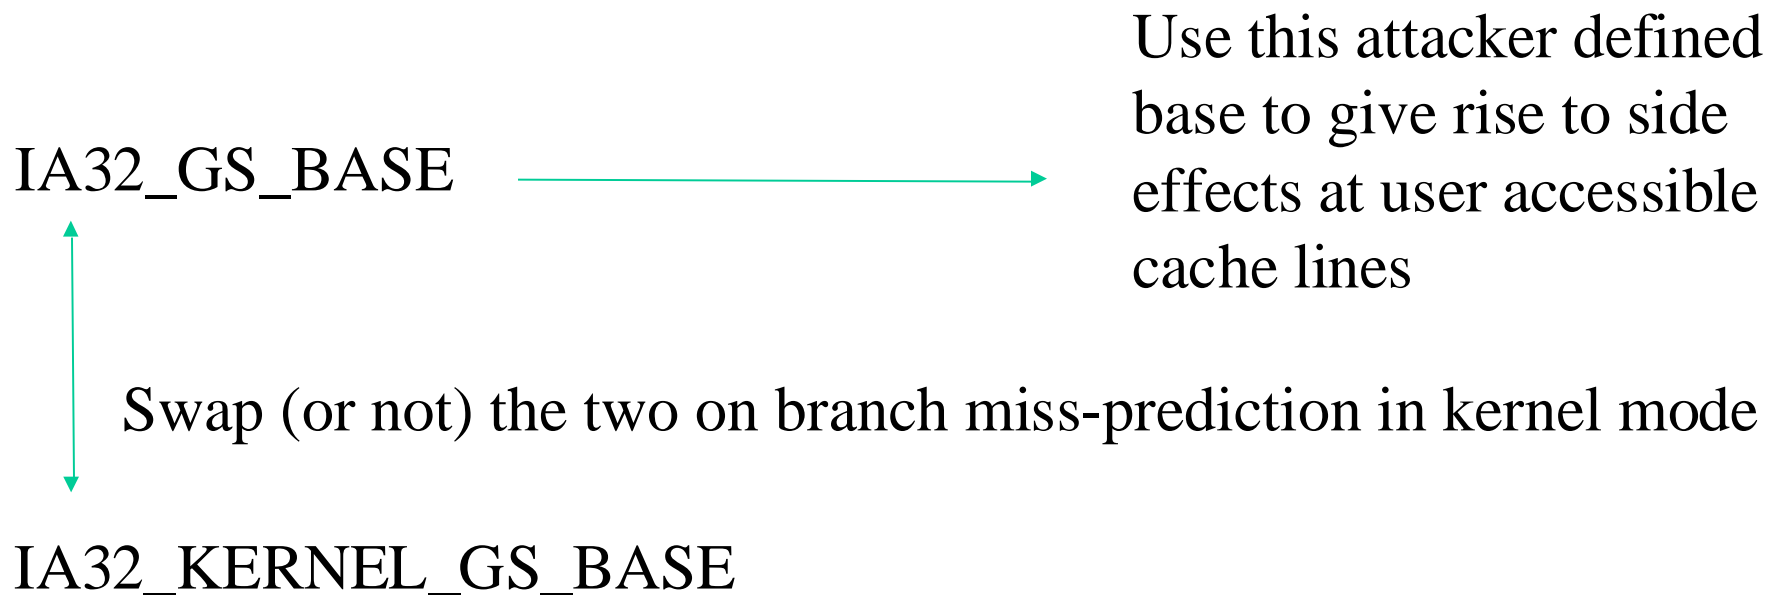 Use this attacker defined
base to give rise to side
effects at user accessible
cache lines
IA32_GS_BASE
Swap (or not) the two on branch miss-prediction in kernel mode
IA32_KERNEL_GS_BASE